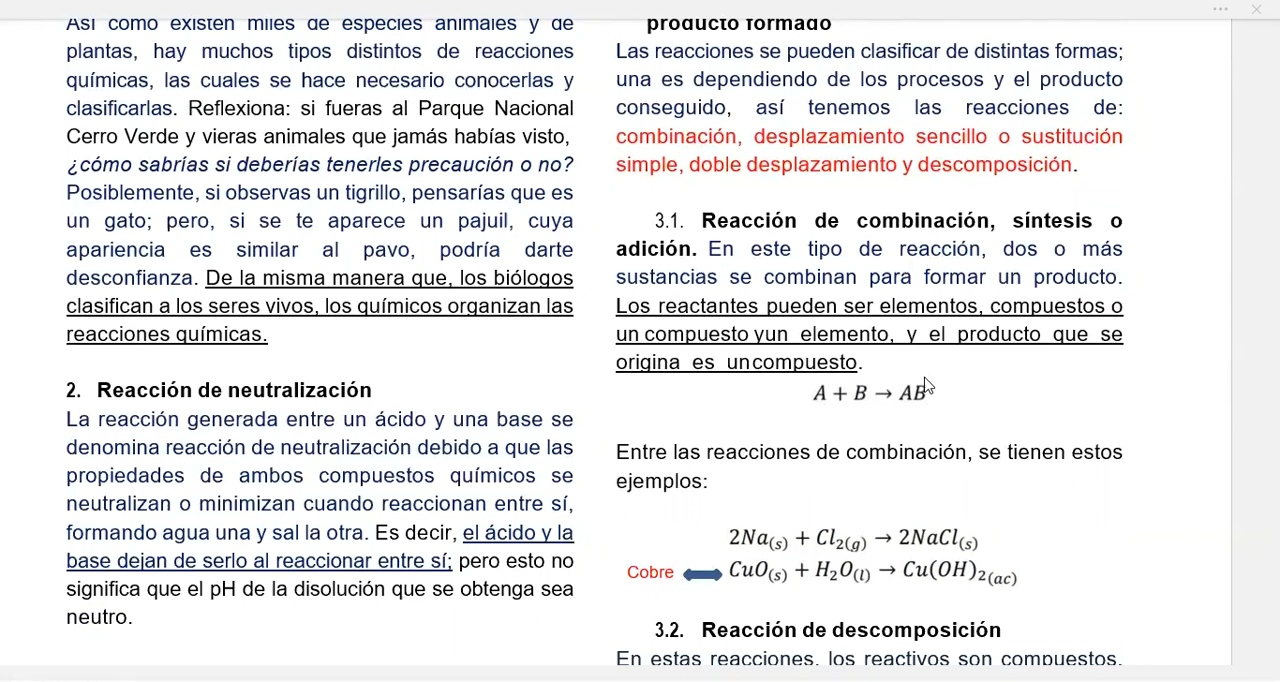 Así como existen miles de especies animales y de
plantas, hay muchos tipos distintos de reacciones
químicas, las cuales se hace necesario conocerlas y
clasificarlas. Reflexiona: si fueras al Parque Nacional
Cerro Verde y vieras animales que jamás habías visto,
¿cómo sabrías si deberías tenerles precaución o no?
Posiblemente, si observas un tigrillo, pensarías que es
un gato; pero, si se te aparece un pajuil, cuya
apariencia es similar al pavo, podría darte
desconfianza. De la misma manera que, los biólogos
clasifican a los seres vivos, los químicos organizan las
reacciones químicas.
2. Reacción de neutralización
La reacción generada entre un ácido y una base se
denomina reacción de neutralización debido a que las
propiedades de ambos compuestos químicos se
neutralizan o minimizan cuando reaccionan entre sí,
formando agua una y sal la otra. Es decir, el ácido y la
base dejan de serlo al reaccionar entre sí; pero esto no
significa que el pH de la disolución que se obtenga sea
neutro.
producto formado
Las reacciones se pueden clasificar de distintas formas;
una es dependiendo de los procesos y el producto
conseguido, así tenemos las reacciones de:
combinación, desplazamiento sencillo o sustitución
simple, doble desplazamiento y descomposición.
3.1. Reacción de combinación, síntesis o
adición. En este tipo de reacción, dos o más
sustancias se combinan para formar un producto.
Los reactantes pueden ser elementos, compuestos o
un compuesto yun elemento, y el producto que se
origina es uncompuesto.
A + B → AB
Entre las reacciones de combinación, se tienen estos
ejemplos:
2Na(s) + Cl2(g) → 2NaCl(s)
Cobre CuO(s) + H2O(l) → Cu(OH)2(ac)
3.2. Reacción de descomposición
En estas reacciones, los reactivos son compuestos,